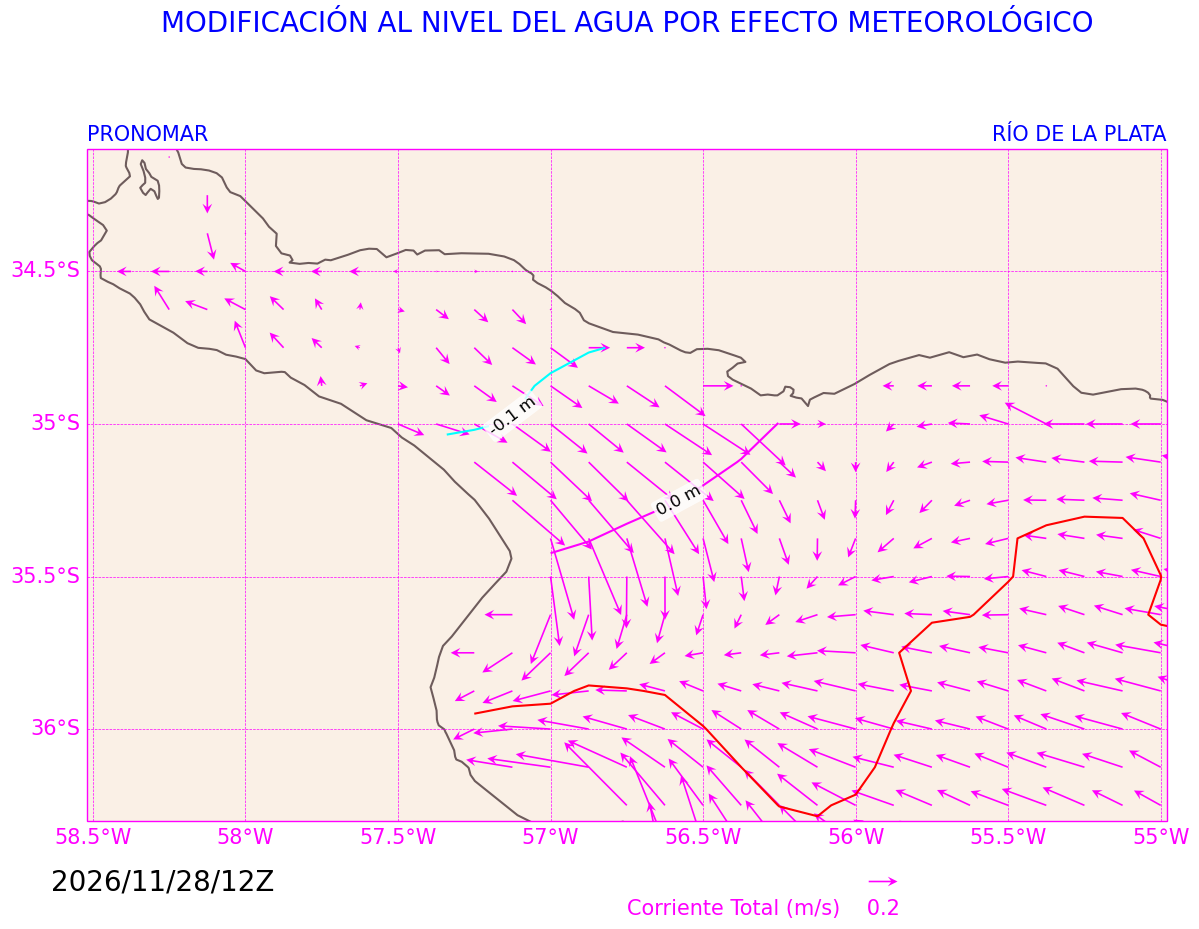 MODIFICACIÓN AL NIVEL DEL AGUA POR EFECTO METEOROLÓGICO
PRONOMAR
RÍO DE LA PLATA
34.5°S
35°S
35.5°S
36°S
-0.1 m
0.0 m
58.5°W
58°W
57.5°W
57°W
56.5°W
56°W
55.5°W
55°W
2026/11/28/12Z
Corriente Total (m/s)
0.2